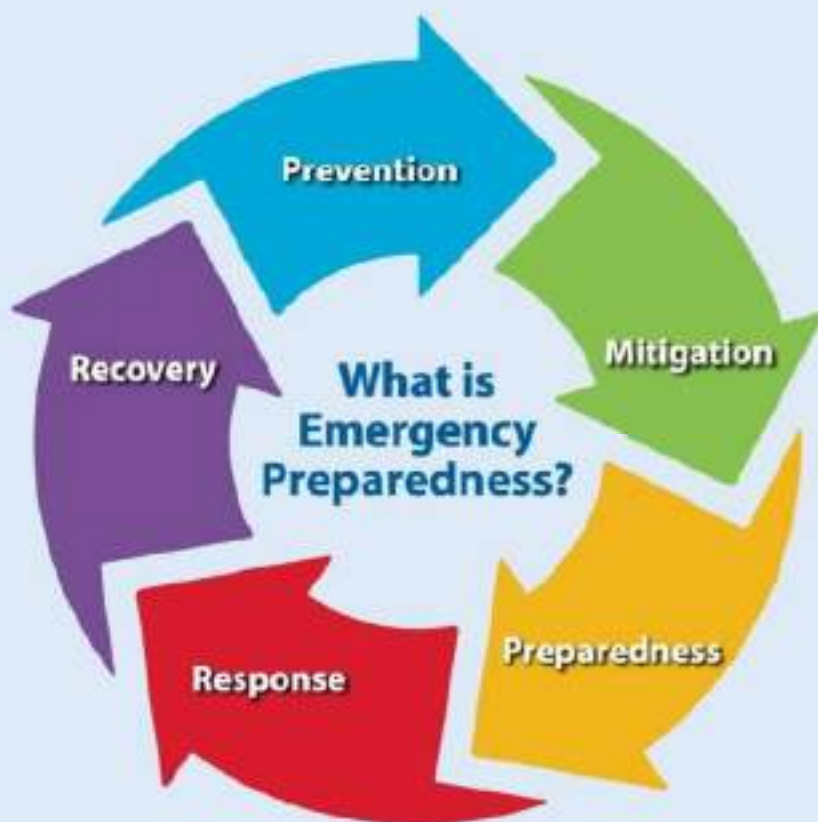 Prevention
Mitigation
Recovery
What is
Emergency
Preparedness?
Preparedness
Response